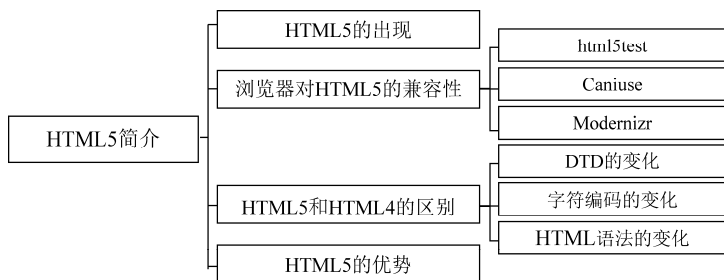 HTML5简介
HTML5的出现
浏览器对HTML5的兼容性
html5test
Caniuse
Modernizr
HTML5和HTML4的区别
DTD的变化
字符编码的变化
HTML语法的变化
HTML5的优势